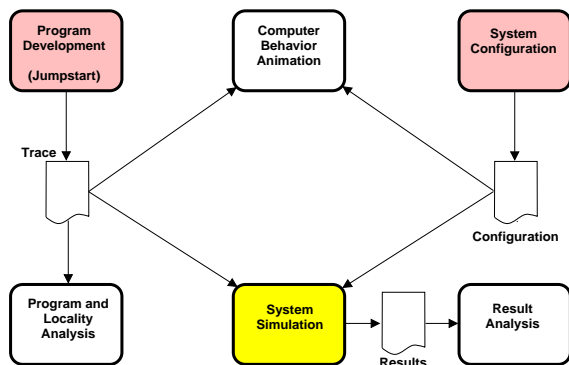 Program
Development
(Jumpstart)
Computer
Behavior
Animation
System
Configuration
Trace
Configuration
Program and
Locality
Analysis
System
Simulation
Result
Analysis
Results